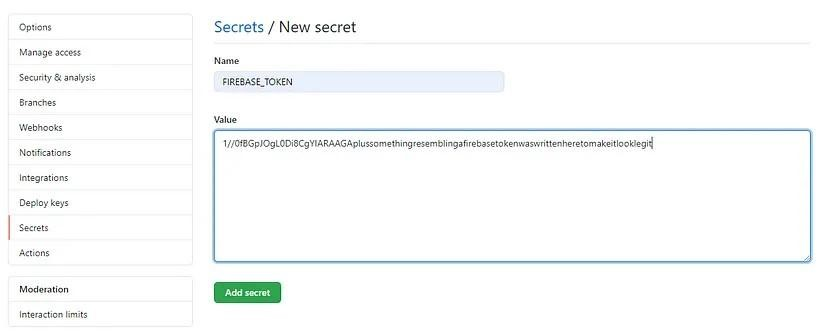 Options
Manage access
Security & analysis
Branches
Webhooks
Notifications
Integrations
Deploy keys
Secrets
Actions
Moderation
Interaction limits
Secrets / New secret
Name
FIREBASE_TOKEN
Value
1//0fBGpJOgL0Di8CgYIARAAGAplussomethingresemblingafirebasetokenwaswrittenheretomakeitlooklegit
Add secret